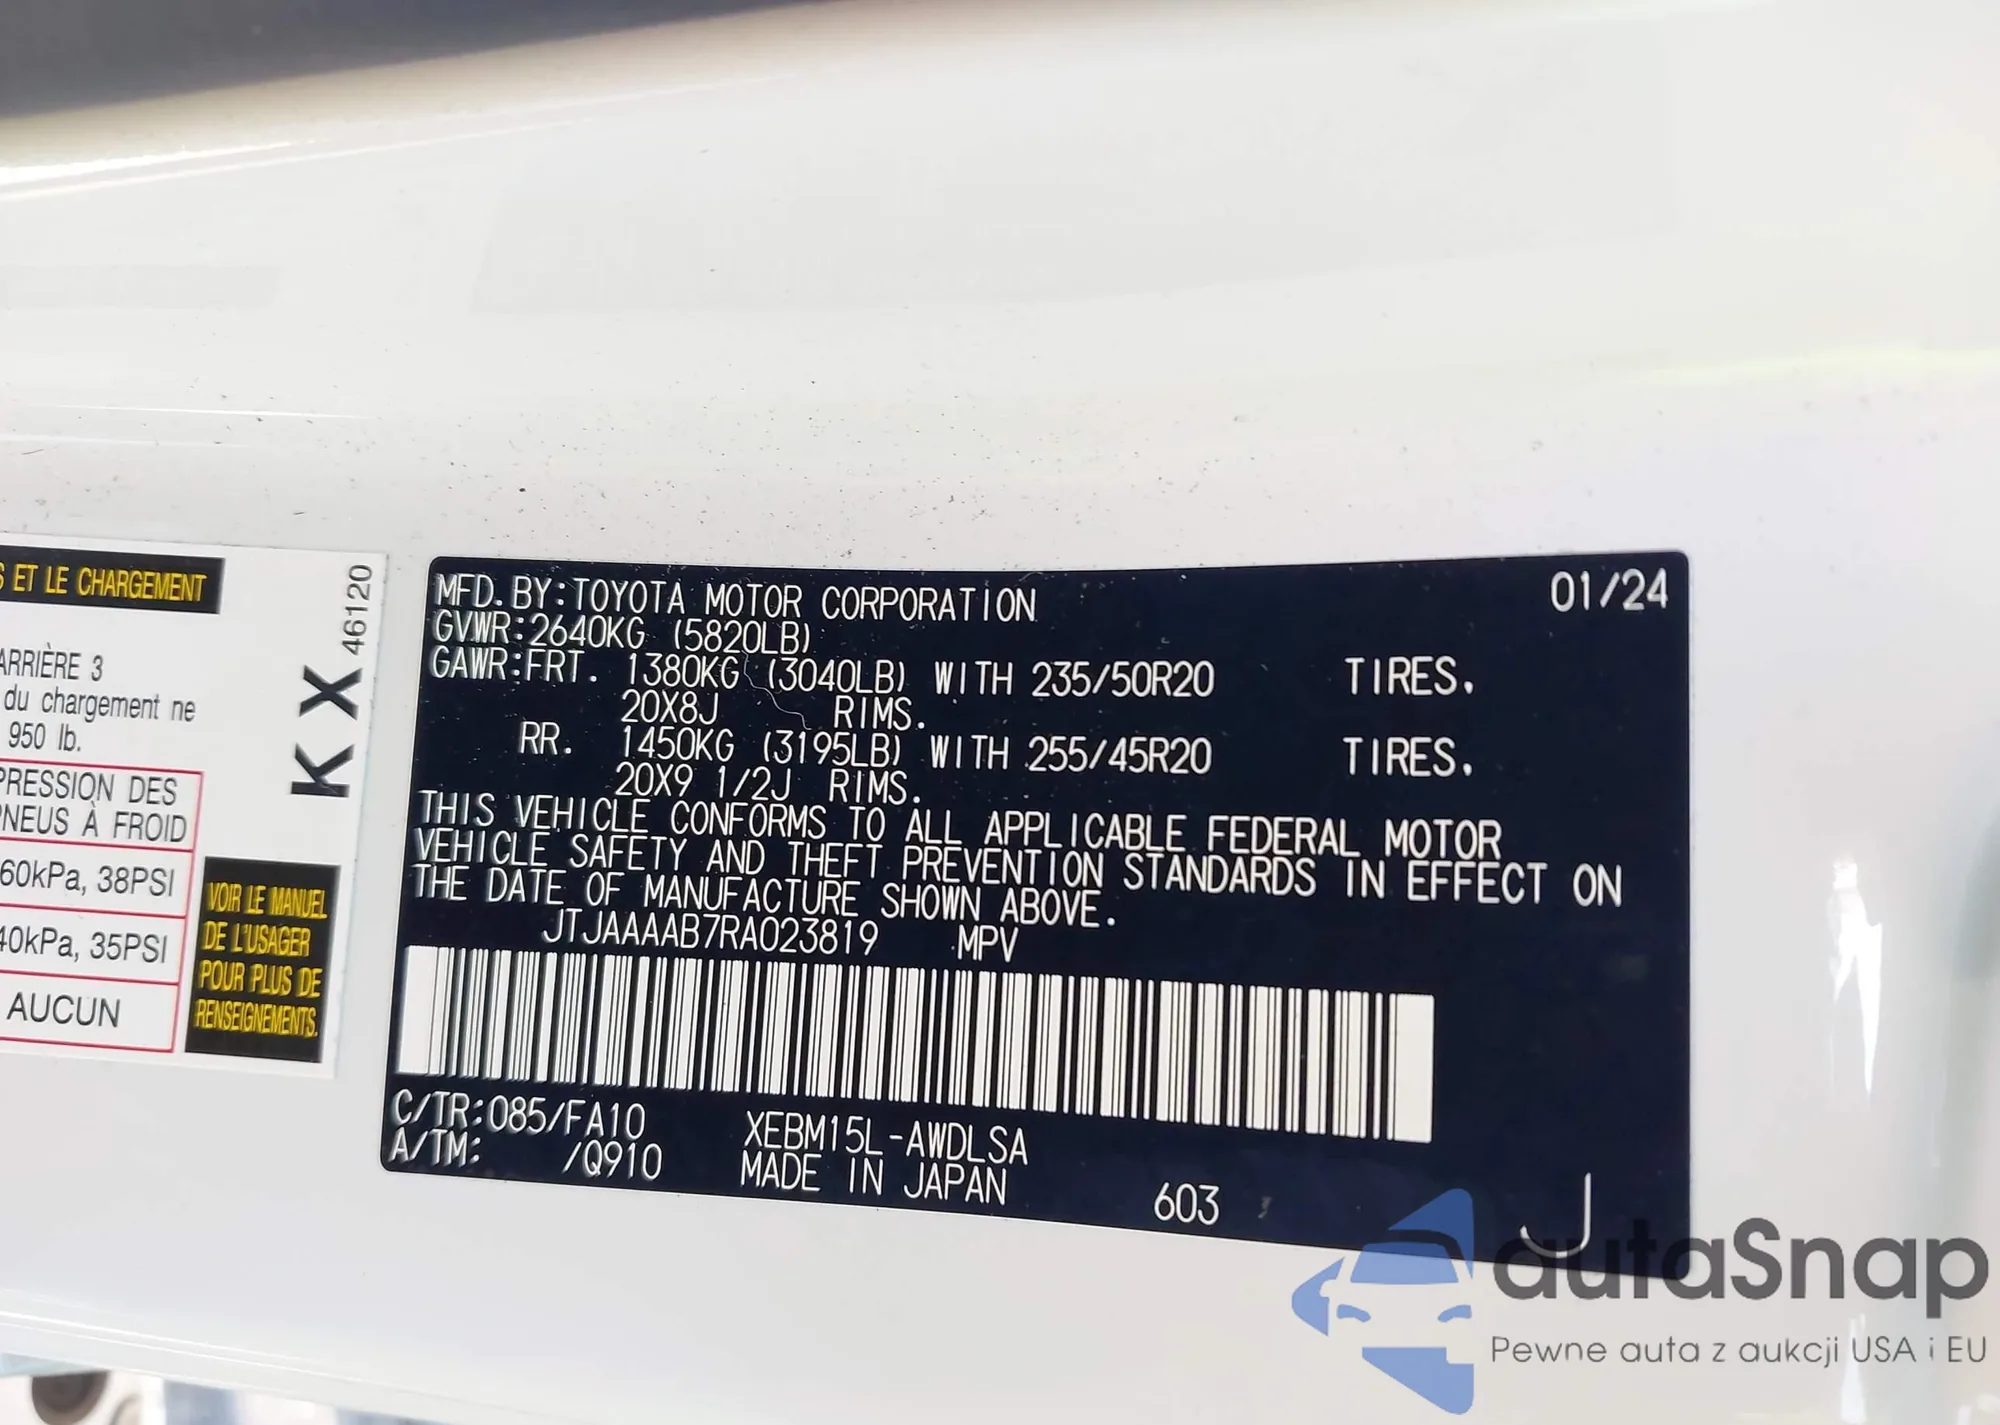 S ET LE CHARGEMENT
ARRIÈRE 3
du chargement ne
950 lb.
PRESSION DES
PNEUS À FROID
60kPa, 38PSI
40kPa, 35PSI
AUCUN
KX 46120
VOIR LE MANUEL
DE L'USAGER
POUR PLUS DE
RENSEIGNEMENTS.
MFD. BY:TOYOTA MOTOR CORPORATION 01/24
GVWR:2640KG (5820LB)
GAWR:FRT. 1380KG (3040LB) WITH 235/50R20 TIRES.
20X8J RIMS.
RR. 1450KG (3195LB) WITH 255/45R20 TIRES.
20X9 1/2J RIMS.
THIS VEHICLE CONFORMS TO ALL APPLICABLE FEDERAL MOTOR
VEHICLE SAFETY AND THEFT PREVENTION STANDARDS IN EFFECT ON
THE DATE OF MANUFACTURE SHOWN ABOVE.
JTJAAAAB7RA023819 MPV
C/TR:085/FA10 XEBM15L-AWDLSA
A/TM: /Q910 MADE IN JAPAN 603
J
autaSnap
Pewne auta z aukcji USA i EU